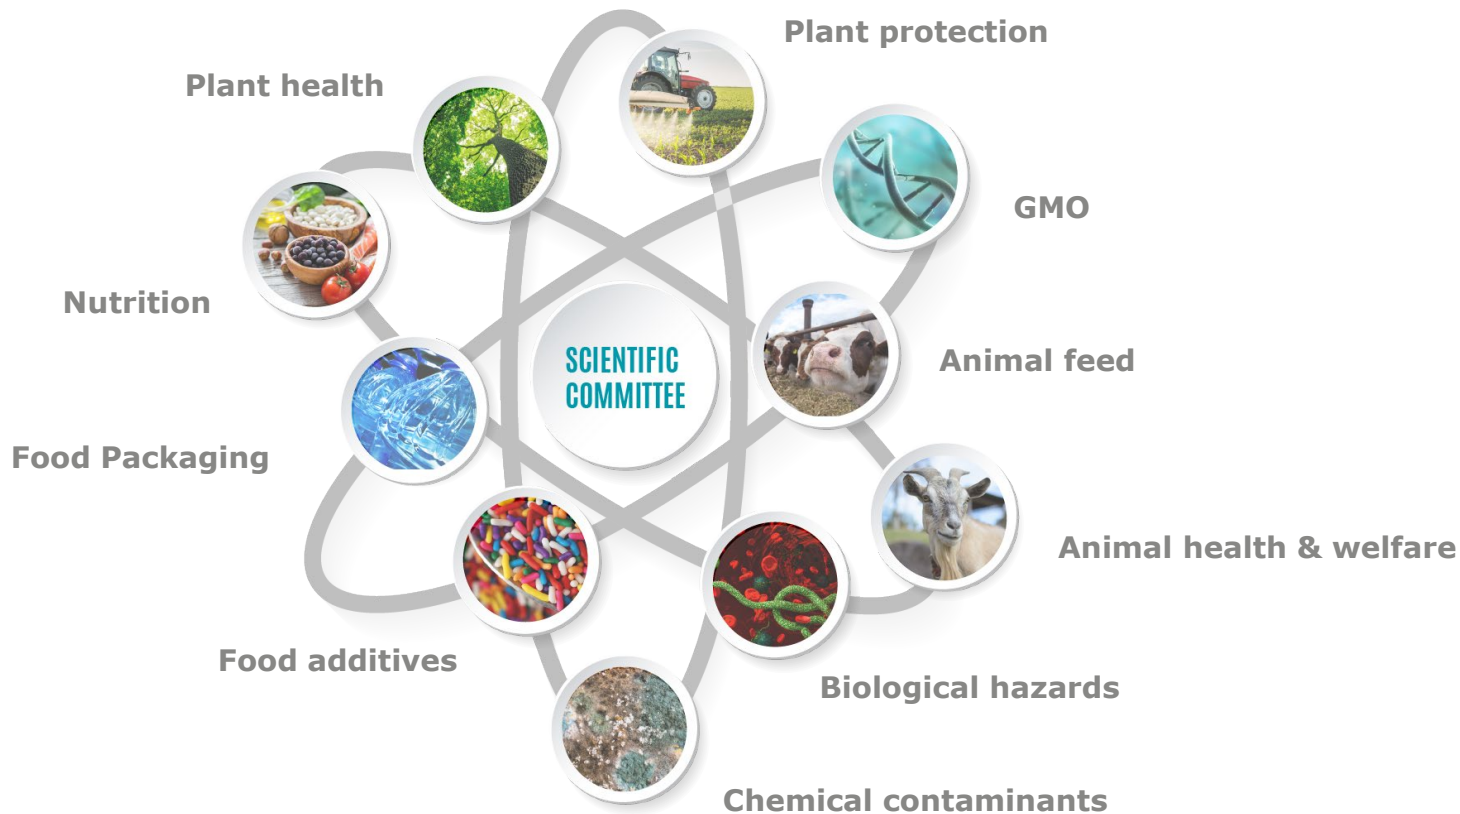 Plant protection
Plant health
GMO
Nutrition
SCIENTIFIC
COMMITTEE
Animal feed
Food Packaging
Animal health & welfare
Food additives
Biological hazards
Chemical contaminants